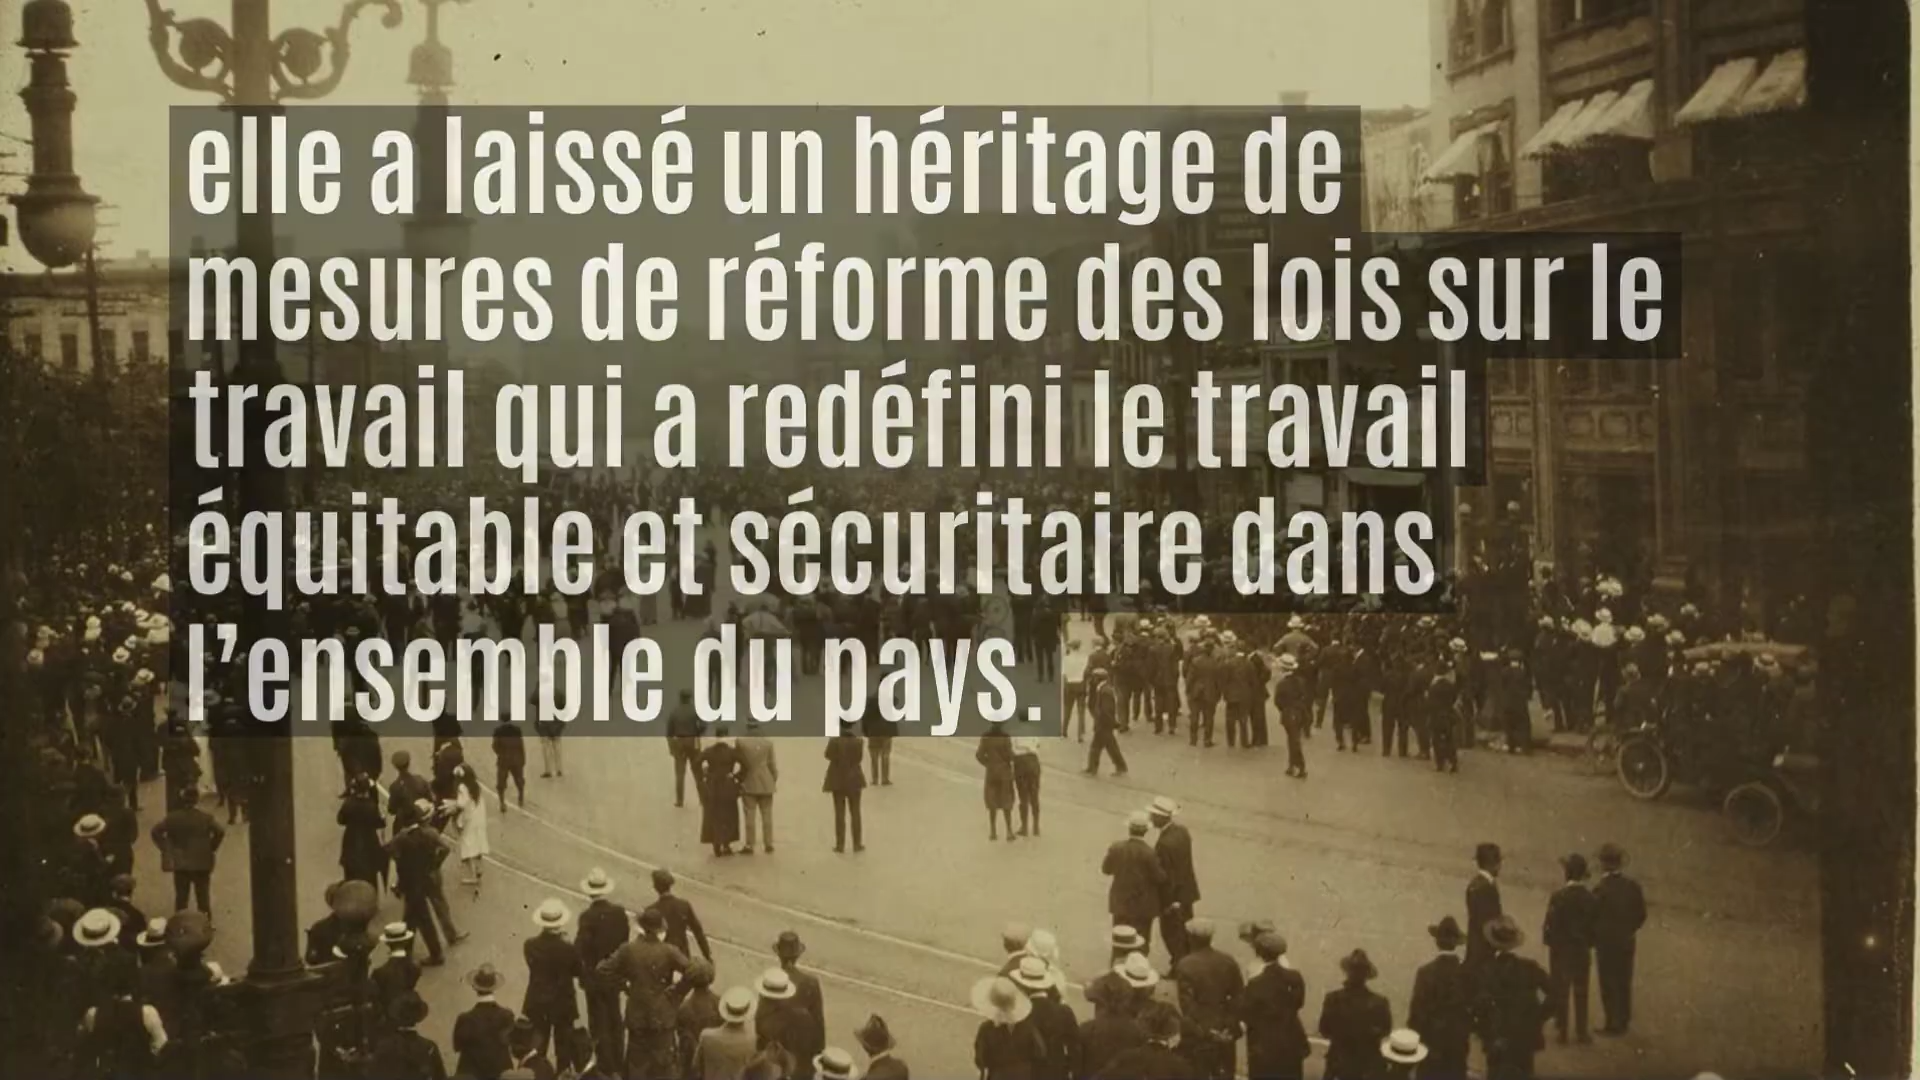 elle a laissé un héritage de
mesures de réforme des lois sur le
travail qui a redéfini le travail
équitable et sécuritaire dans
l’ensemble du pays.